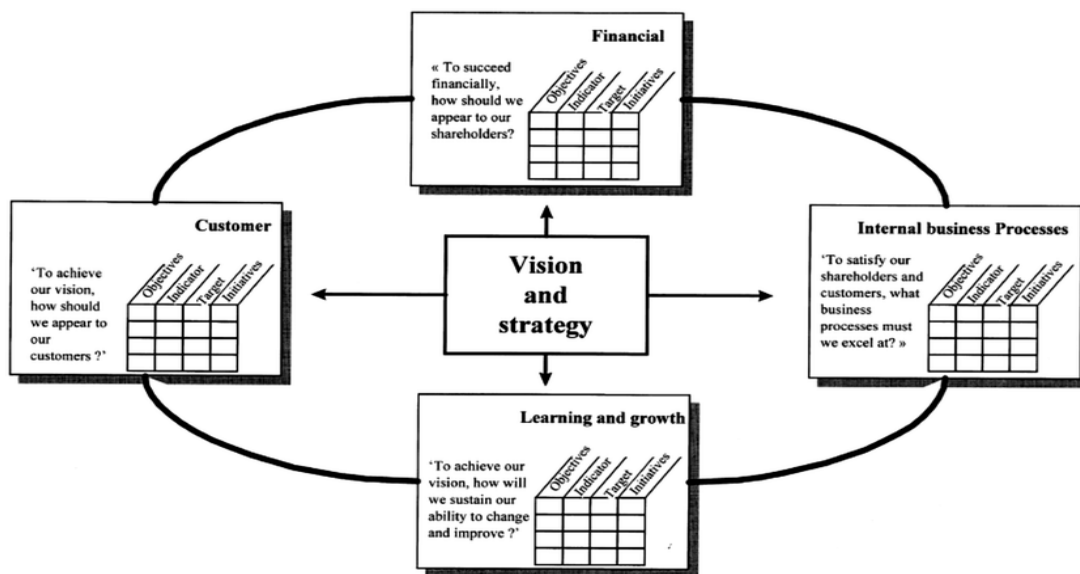 Financial
« To succeed
financially,
how should we
appear to our
shareholders?
Objectives
Indicator
Target
Initiatives
Customer
'To achieve
our vision,
how should
we appear to
our
customers ?'
Objectives
Indicator
Target
Initiatives
Vision
and
strategy
Internal business Processes
'To satisfy our
shareholders and
customers, what
business
processes must
we excel at? »
Objectives
Indicator
Target
Initiatives
Learning and growth
'To achieve our
vision, how will
we sustain our
ability to change
and improve ?'
Objectives
Indicator
Target
Initiatives